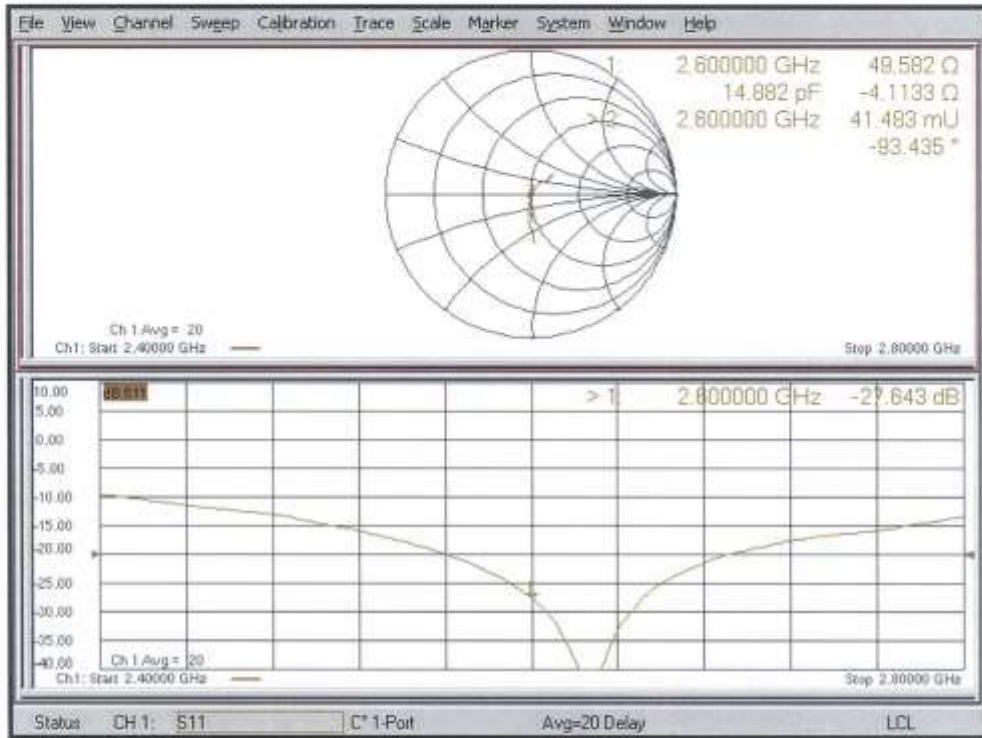 File View Channel Sweep Calibration Trace Scale Marker System Window Help
1: 2.600000 GHz 49.582 Ω
14.882 pF -4.1133 Ω
> 2: 2.600000 GHz 41.483 mU
-93.435 °
Ch 1 Avg = 20
Ch1: Start 2.40000 GHz
Stop 2.80000 GHz
10.00
dB S11
> 1: 2.600000 GHz -27.643 dB
5.00
0.00
-5.00
-10.00
-15.00
-20.00
-25.00
-30.00
-35.00
-40.00
Ch 1 Avg = 20
Ch1: Start 2.40000 GHz
Stop 2.80000 GHz
Status CH 1: S11 C* 1-Port Avg=20 Delay LCL